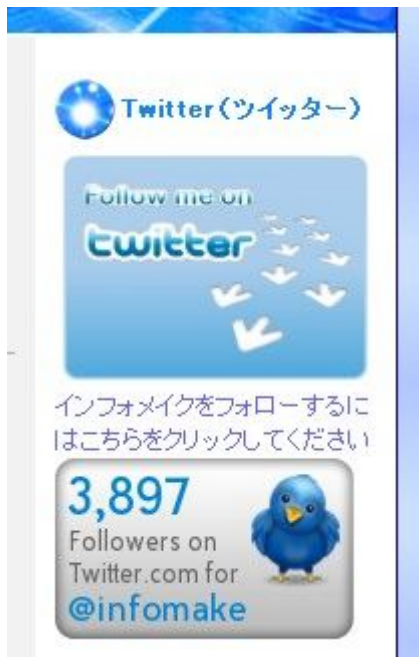 Twitter(ツイッター)
Follow me on
twitter
インフォメイクをフォローするに
はこちらをクリックしてください
3,897
Followers on
Twitter.com for
@infomake